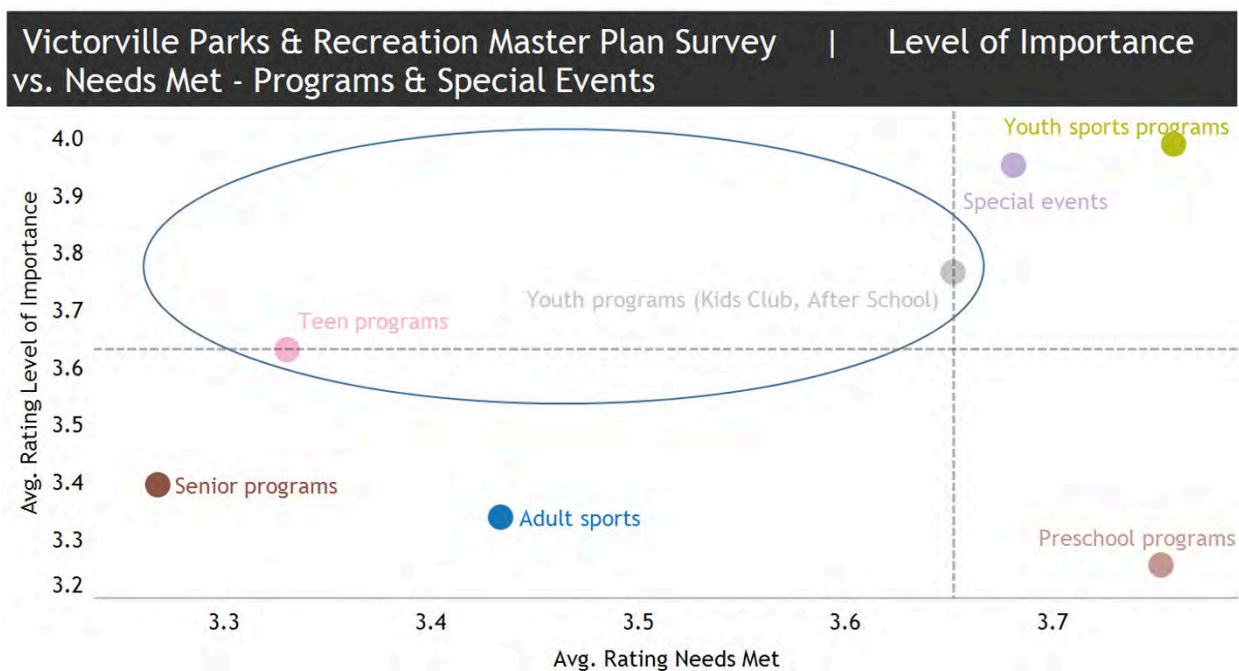 Victorville Parks & Recreation Master Plan Survey | Level of Importance
vs. Needs Met - Programs & Special Events
Avg. Rating Level of Importance
4.0
3.9
3.8
3.7
3.6
3.5
3.4
3.3
3.2
Youth sports programs
Special events
Youth programs (Kids Club, After School)
Teen programs
Senior programs
Adult sports
Preschool programs
3.3 3.4 3.5 3.6 3.7
Avg. Rating Needs Met